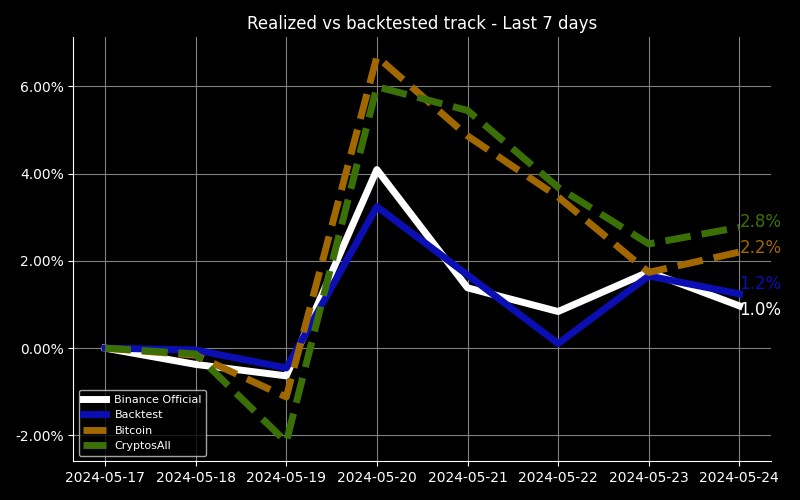 Realized vs backtested track - Last 7 days
6.00%
4.00%
2.00%
0.00%
-2.00%
2.8%
2.2%
1.2%
1.0%
Binance Official
Backtest
Bitcoin
CryptosAll
2024-05-17 2024-05-18 2024-05-19 2024-05-20 2024-05-21 2024-05-22 2024-05-23 2024-05-24